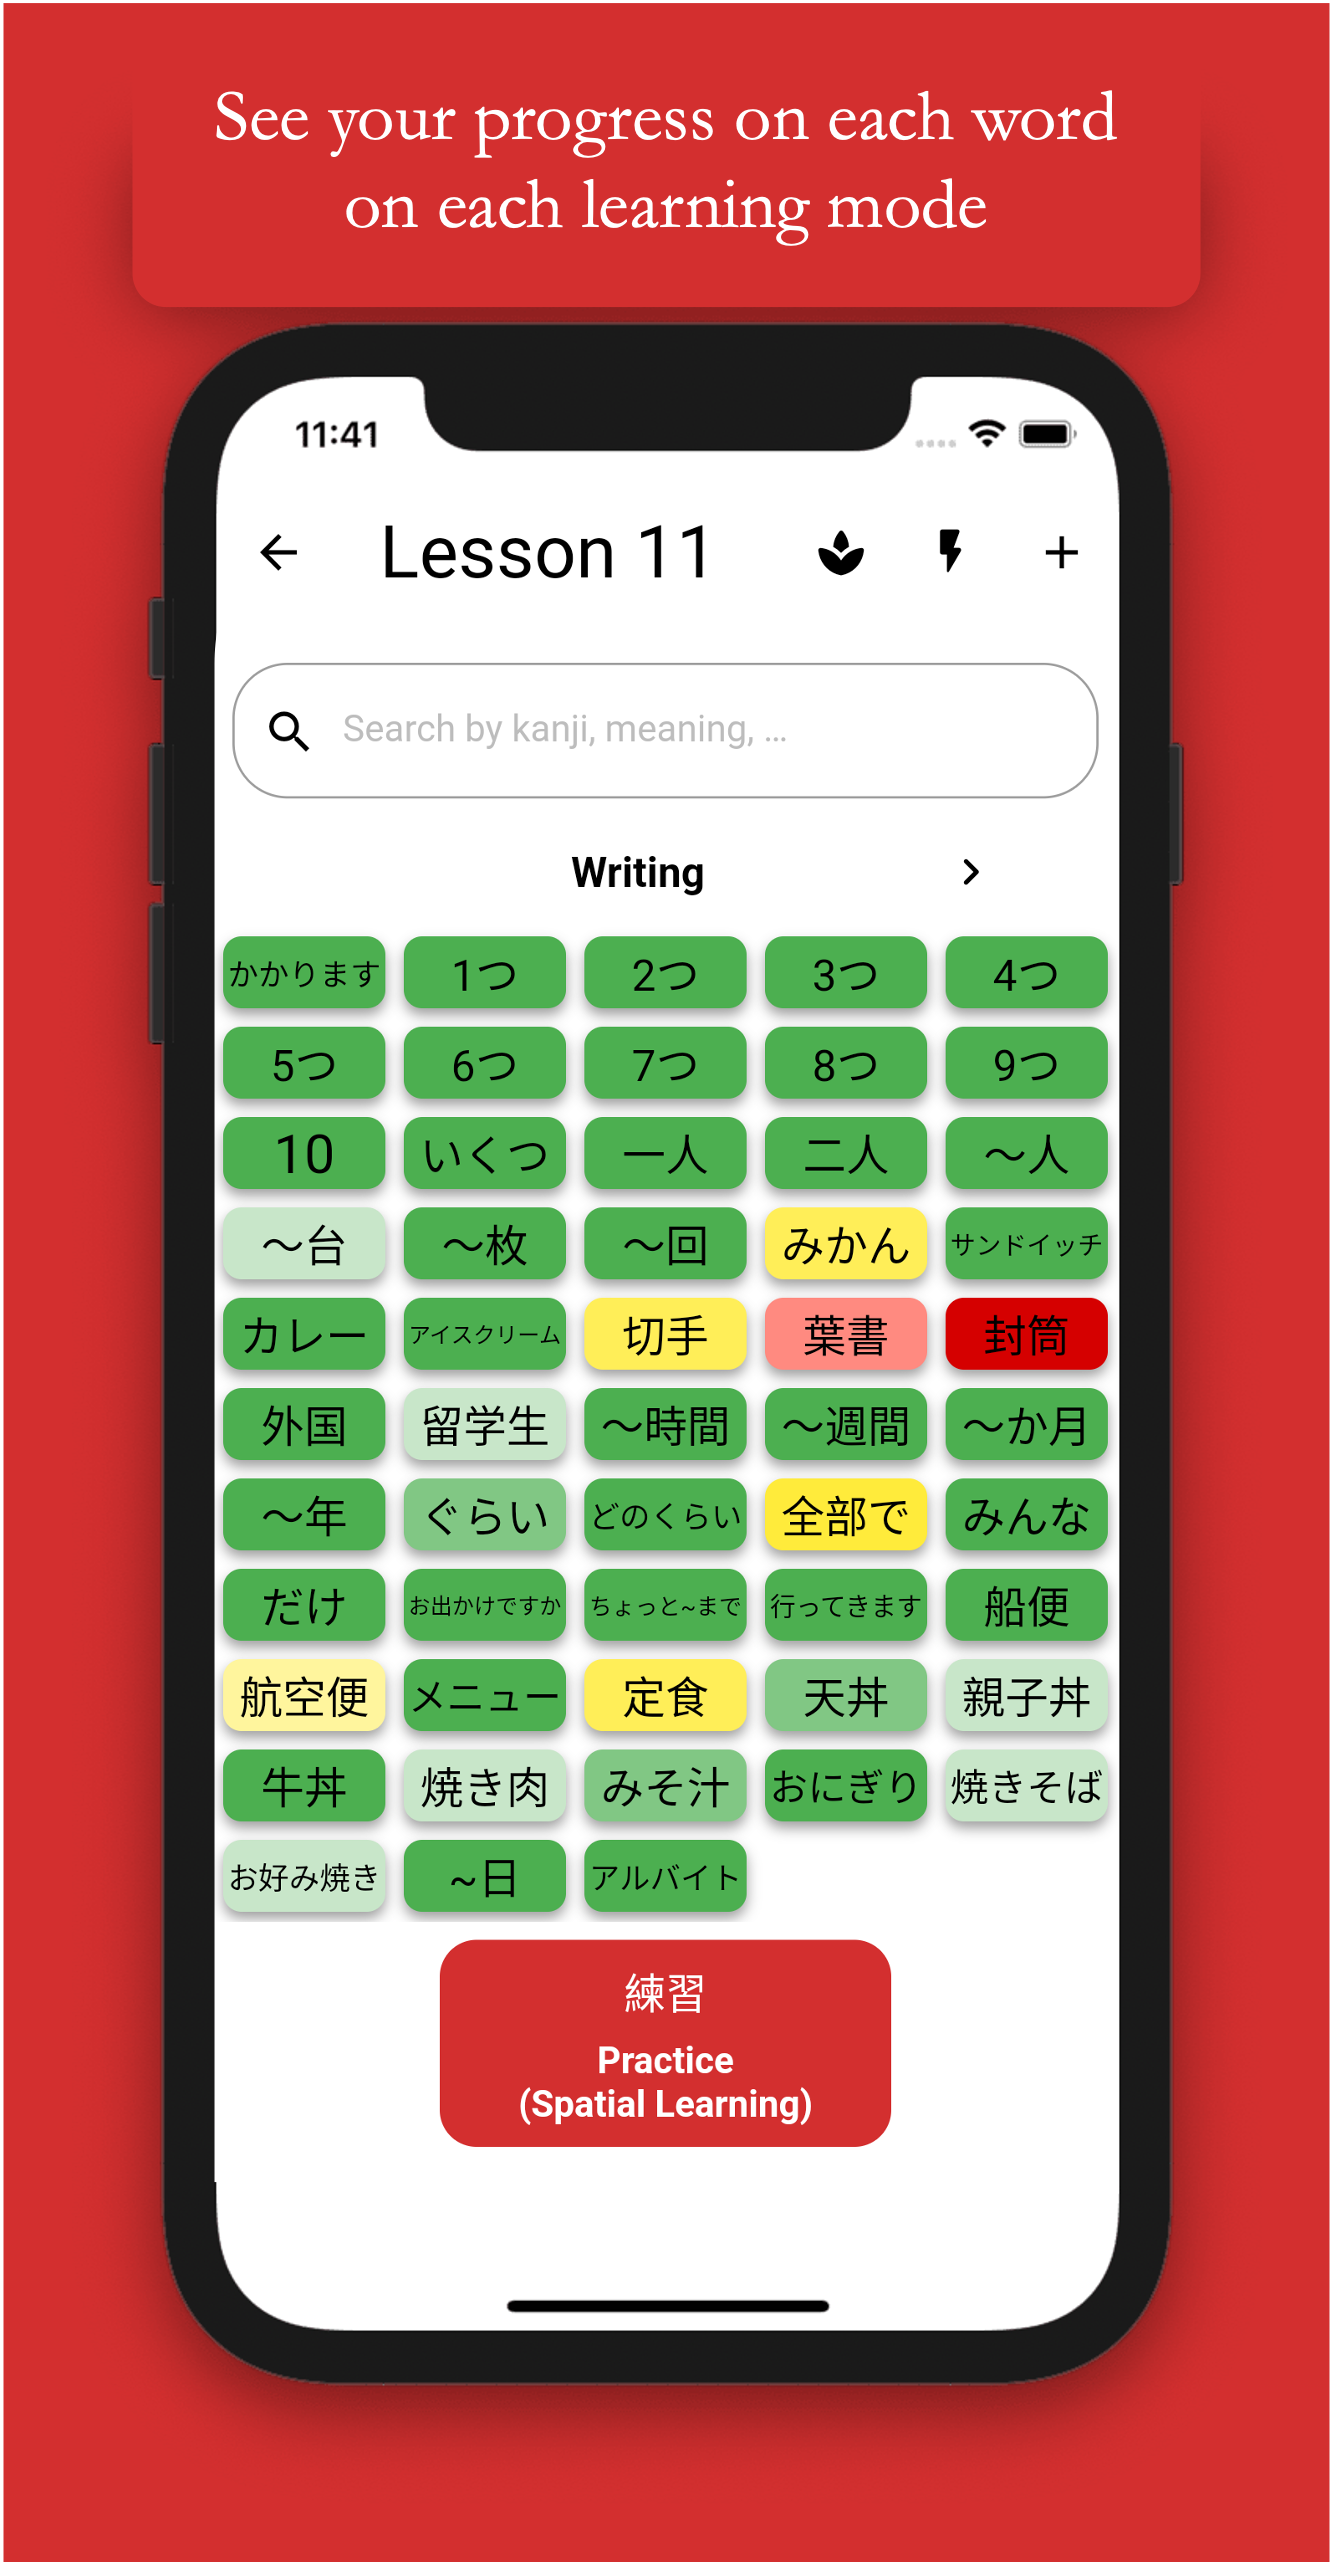 See your progress on each word
on each learning mode
11:41
Lesson 11
Search by kanji, meaning, ...
Writing
かかります 1つ 2つ 3つ 4つ
5つ 6つ 7つ 8つ 9つ
10 いくつ 一人 二人 ～人
～台 ～枚 ～回 みかん サンドイッチ
カレー アイスクリーム 切手 葉書 封筒
外国 留学生 ～時間 ～週間 ～か月
～年 ぐらい どのくらい 全部で みんな
だけ お出かけですか ちょっと~まで 行ってきます 船便
航空便 メニュー 定食 天丼 親子丼
牛丼 焼き肉 みそ汁 おにぎり 焼きそば
お好み焼き ~日 アルバイト
練習
Practice
(Spatial Learning)